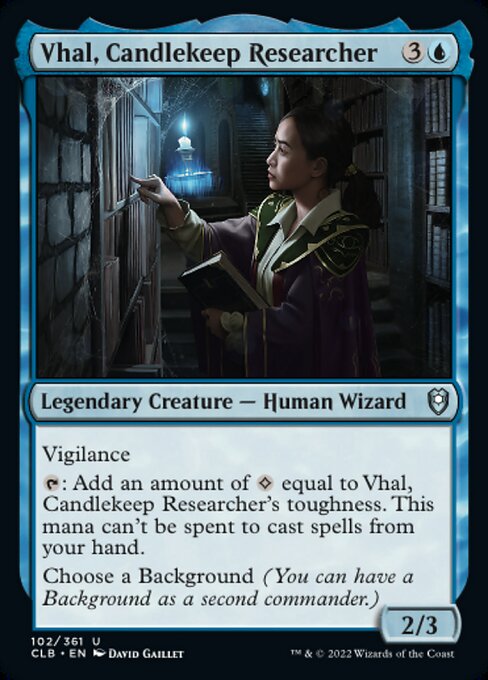 Vhal, Candlekeep Researcher 3
Legendary Creature — Human Wizard
Vigilance
: Add an amount of equal to Vhal,
Candlekeep Researcher's toughness. This
mana can't be spent to cast spells from
your hand.
Choose a Background (You can have a
Background as a second commander.)
2/3
102/361 U
CLB • EN DAVID GAILLET
™ & © 2022 Wizards of the Coast